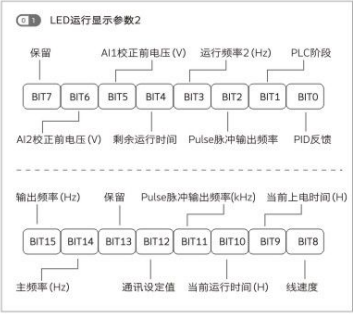 0 1 LED运行显示参数2
保留 AI1校正前电压(V) 运行频率2(Hz) PLC阶段
BIT7 BIT6 BIT5 BIT4 BIT3 BIT2 BIT1 BIT0
AI2校正前电压(V) 剩余运行时间 Pulse脉冲输出频率 PID反馈
输出频率(Hz) 保留 Pulse脉冲输出频率(kHz) 当前上电时间(H)
BIT15 BIT14 BIT13 BIT12 BIT11 BIT10 BIT9 BIT8
主频率(Hz) 通讯设定值 当前运行时间(H) 线速度